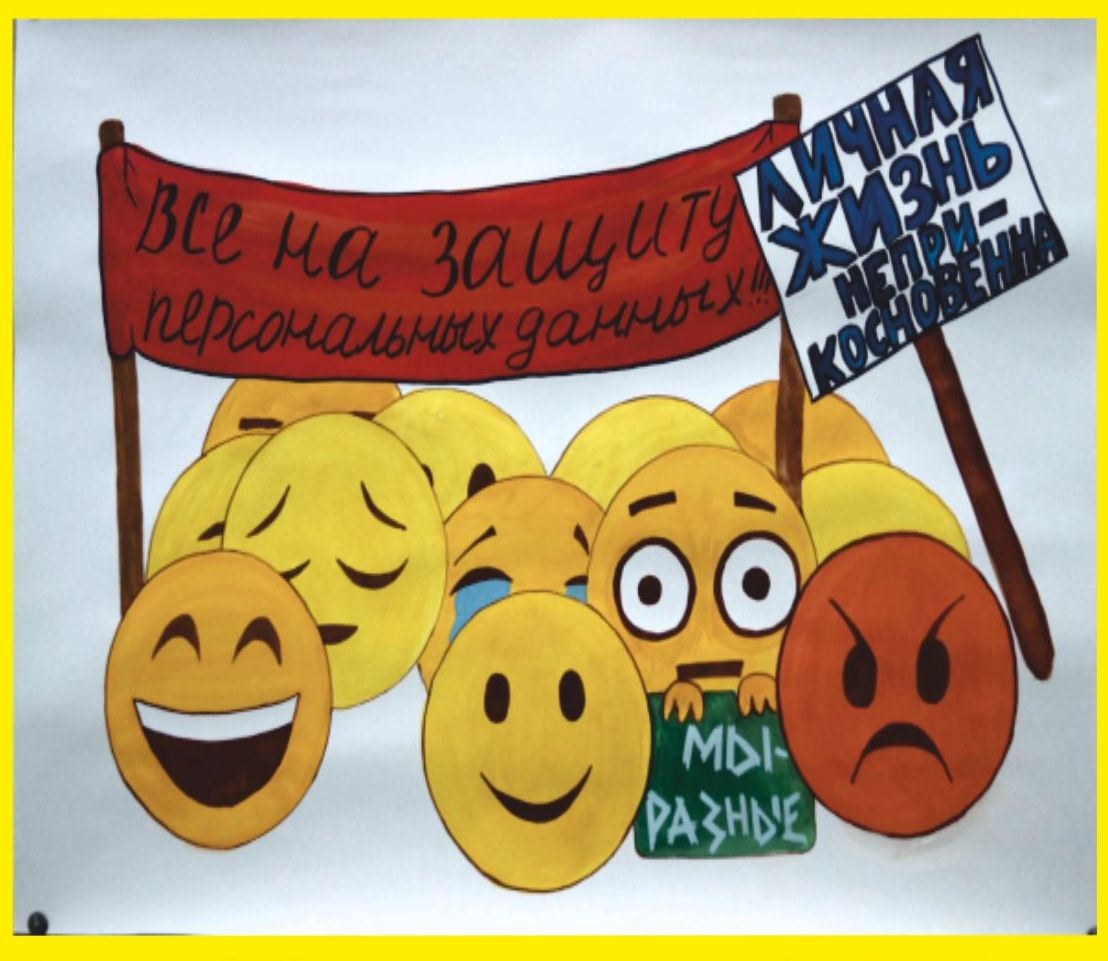 Все на защиту
персональных данных!!!
ЛИЧНАЯ
ЖИЗНЬ
НЕПРИ-
КОСНОВЕННА
МЫ-
РАЗНЫЕ